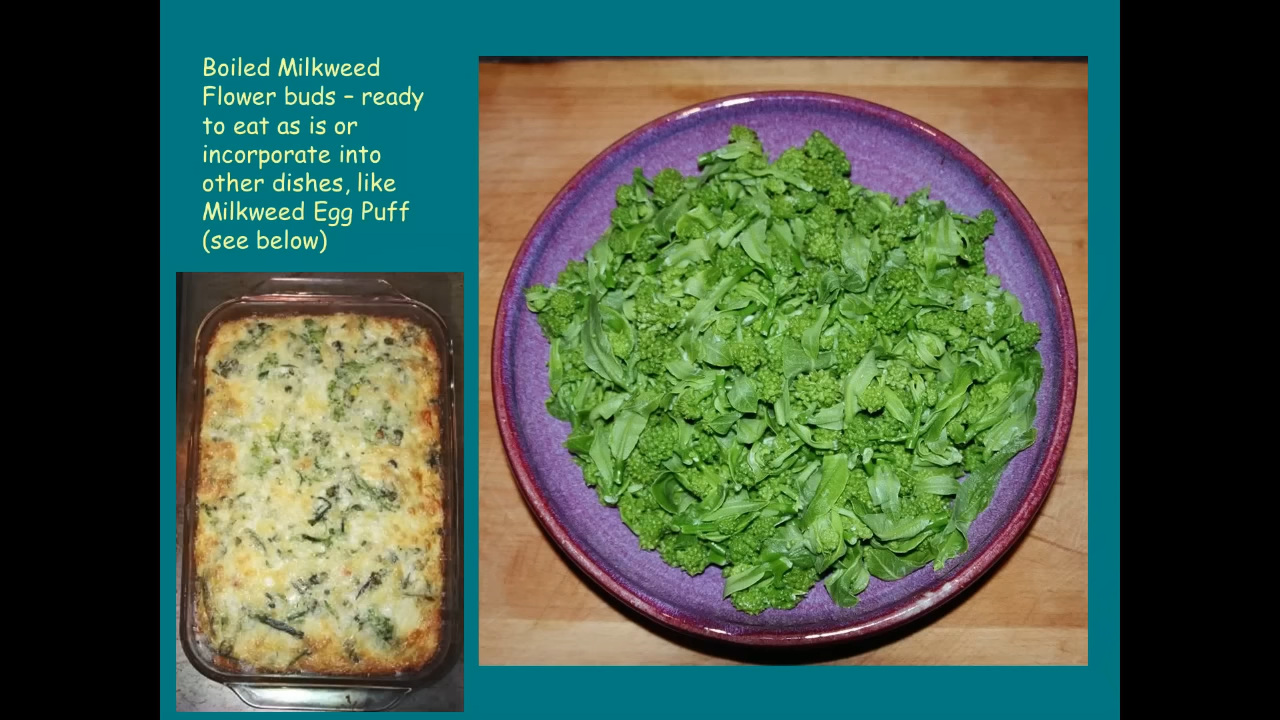 Boiled Milkweed
Flower buds – ready
to eat as is or
incorporate into
other dishes, like
Milkweed Egg Puff
(see below)